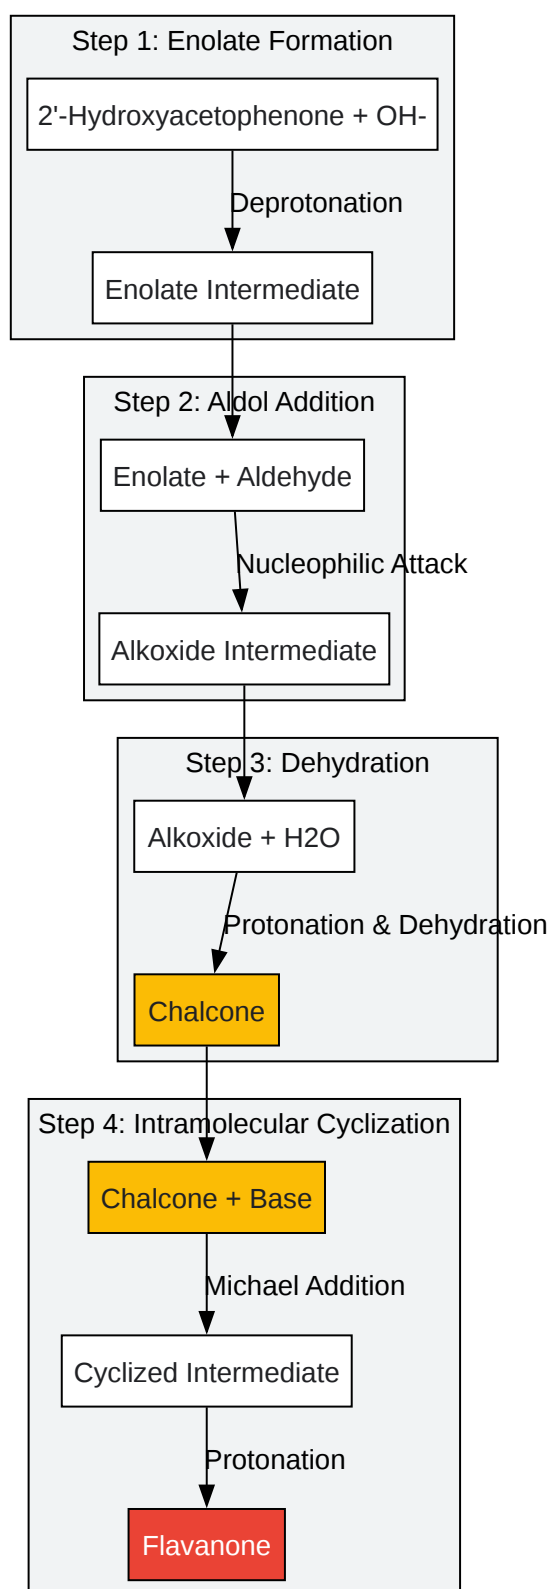 Step 1: Enolate Formation
2'-Hydroxyacetophenone + OH-
Deprotonation
Enolate Intermediate
Step 2: Aldol Addition
Enolate + Aldehyde
Nucleophilic Attack
Alkoxide Intermediate
Step 3: Dehydration
Alkoxide + H2O
Protonation & Dehydration
Chalcone
Step 4: Intramolecular Cyclization
Chalcone + Base
Michael Addition
Cyclized Intermediate
Protonation
Flavanone